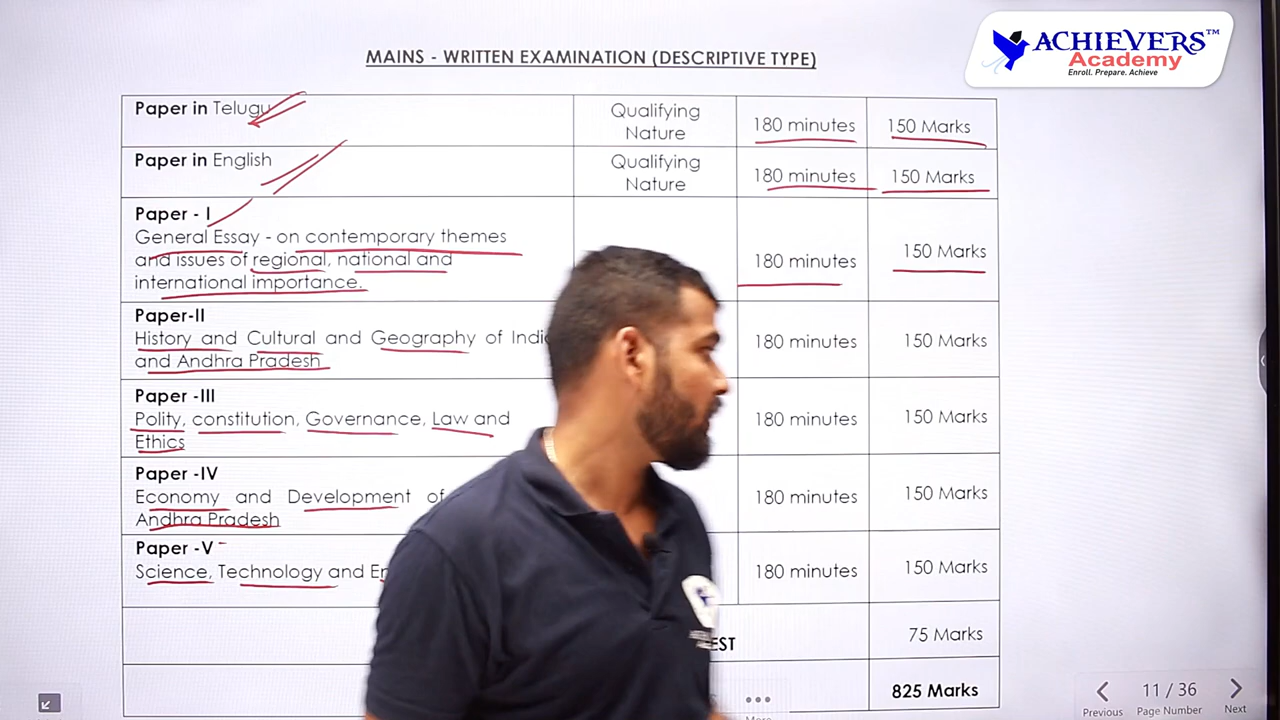 ACHIEVERS™
Academy
Enroll. Prepare. Achieve
MAINS - WRITTEN EXAMINATION (DESCRIPTIVE TYPE)
Paper in Telugu
Qualifying
Nature
180 minutes
150 Marks
Paper in English
Qualifying
Nature
180 minutes
150 Marks
Paper - I
General Essay - on contemporary themes
and issues of regional, national and
international importance.
180 minutes
150 Marks
Paper-II
History and Cultural and Geography of
and Andhra Pradesh
180 minutes
150 Marks
Paper -III
Polity, constitution, Governance, Law and
Ethics
180 minutes
150 Marks
Paper -IV
Economy and Development of
Andhra Pradesh
180 minutes
150 Marks
Paper -V
Science, Technology and
180 minutes
150 Marks
75 Marks
825 Marks
11 / 36
Previous
Page Number
Next